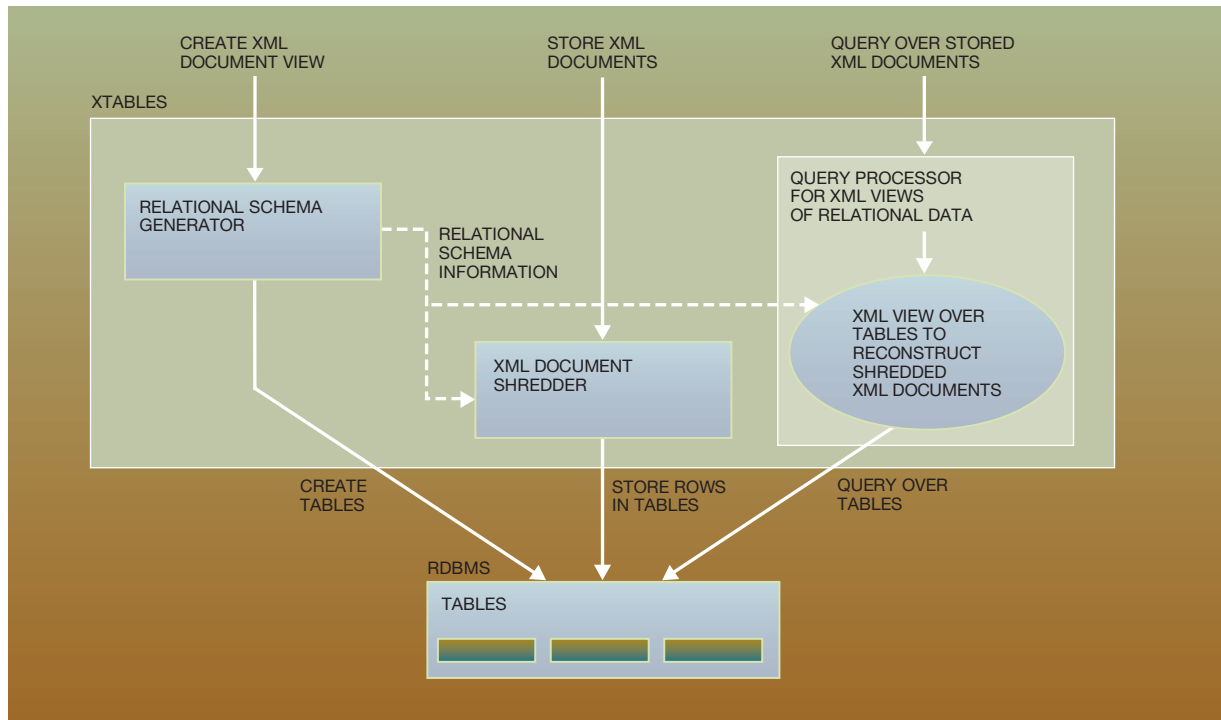 CREATE XML
DOCUMENT VIEW
STORE XML
DOCUMENTS
QUERY OVER STORED
XML DOCUMENTS
XTABLES
RELATIONAL SCHEMA
GENERATOR
RELATIONAL
SCHEMA
INFORMATION
QUERY PROCESSOR
FOR XML VIEWS
OF RELATIONAL DATA
XML DOCUMENT
SHREDDER
XML VIEW OVER
TABLES TO
RECONSTRUCT
SHREDDED
XML DOCUMENTS
CREATE
TABLES
STORE ROWS
IN TABLES
QUERY OVER
TABLES
RDBMS
TABLES